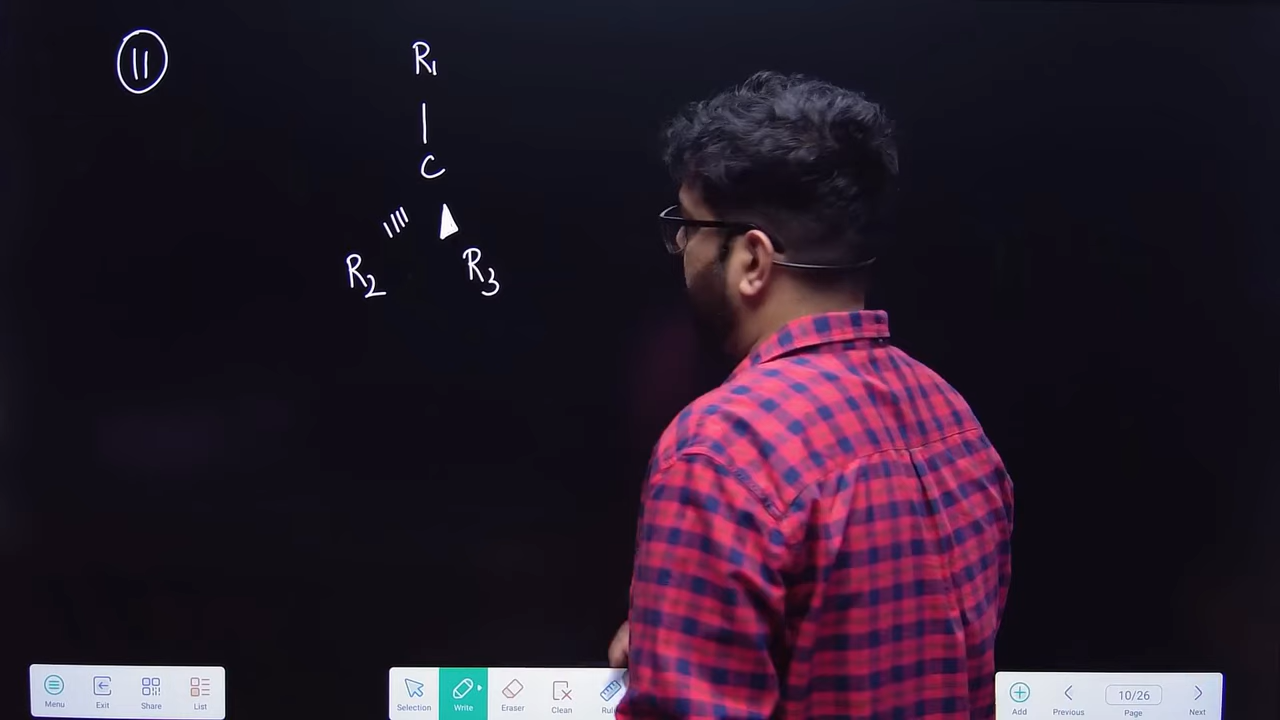 11
R1
C
R2 R3
Menu Exit Share List
Selection Write Eraser Clean
Add Previous 10/26 Page Next